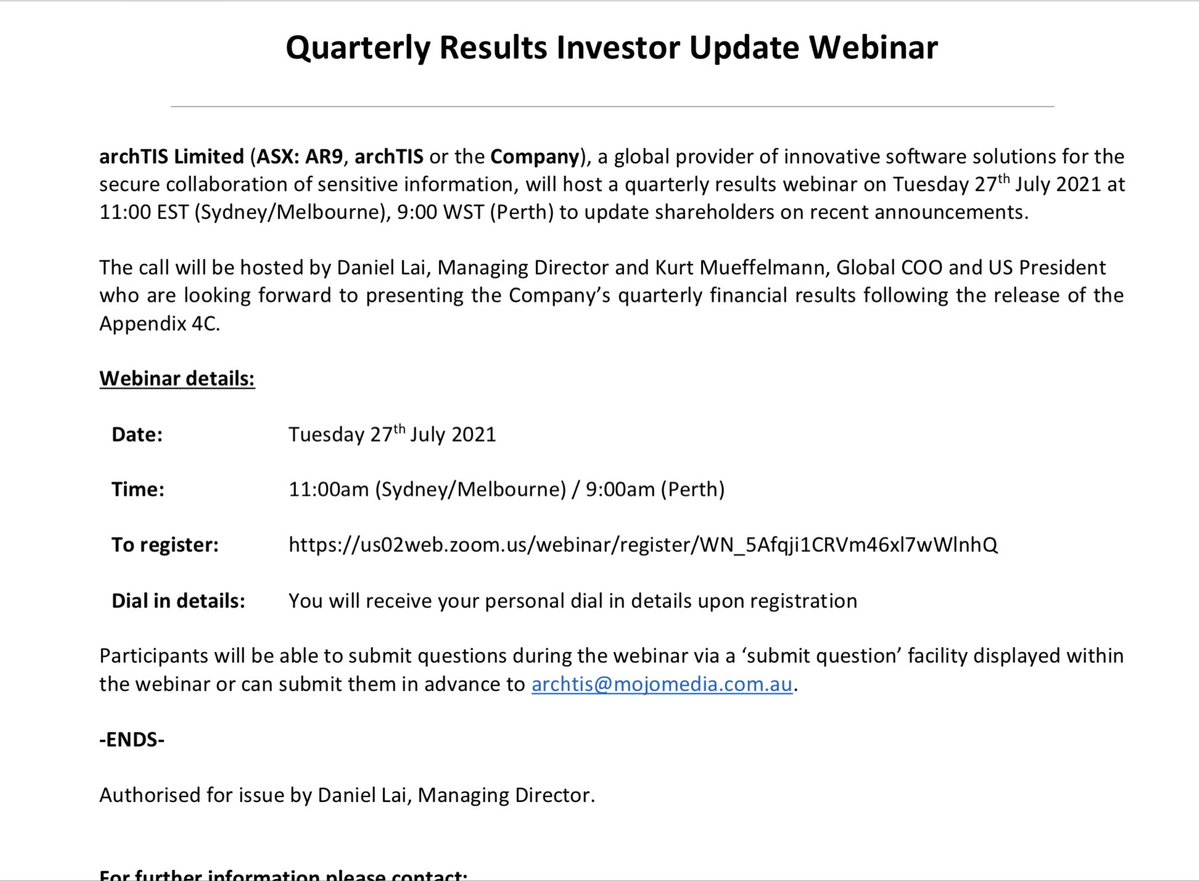 Quarterly Results Investor Update Webinar
archTIS Limited (ASX: AR9, archTIS or the Company), a global provider of innovative software solutions for the
secure collaboration of sensitive information, will host a quarterly results webinar on Tuesday 27th July 2021 at
11:00 EST (Sydney/Melbourne), 9:00 WST (Perth) to update shareholders on recent announcements.
The call will be hosted by Daniel Lai, Managing Director and Kurt Mueffelmann, Global COO and US President
who are looking forward to presenting the Company’s quarterly financial results following the release of the
Appendix 4C.
Webinar details:
Date: Tuesday 27th July 2021
Time: 11:00am (Sydney/Melbourne) / 9:00am (Perth)
To register: https://us02web.zoom.us/webinar/register/WN_5Afqji1CRVm46xl7wWlnhQ
Dial in details: You will receive your personal dial in details upon registration
Participants will be able to submit questions during the webinar via a ‘submit question’ facility displayed within
the webinar or can submit them in advance to archtis@mojomedia.com.au.
-ENDS-
Authorised for issue by Daniel Lai, Managing Director.
For further information please contact: